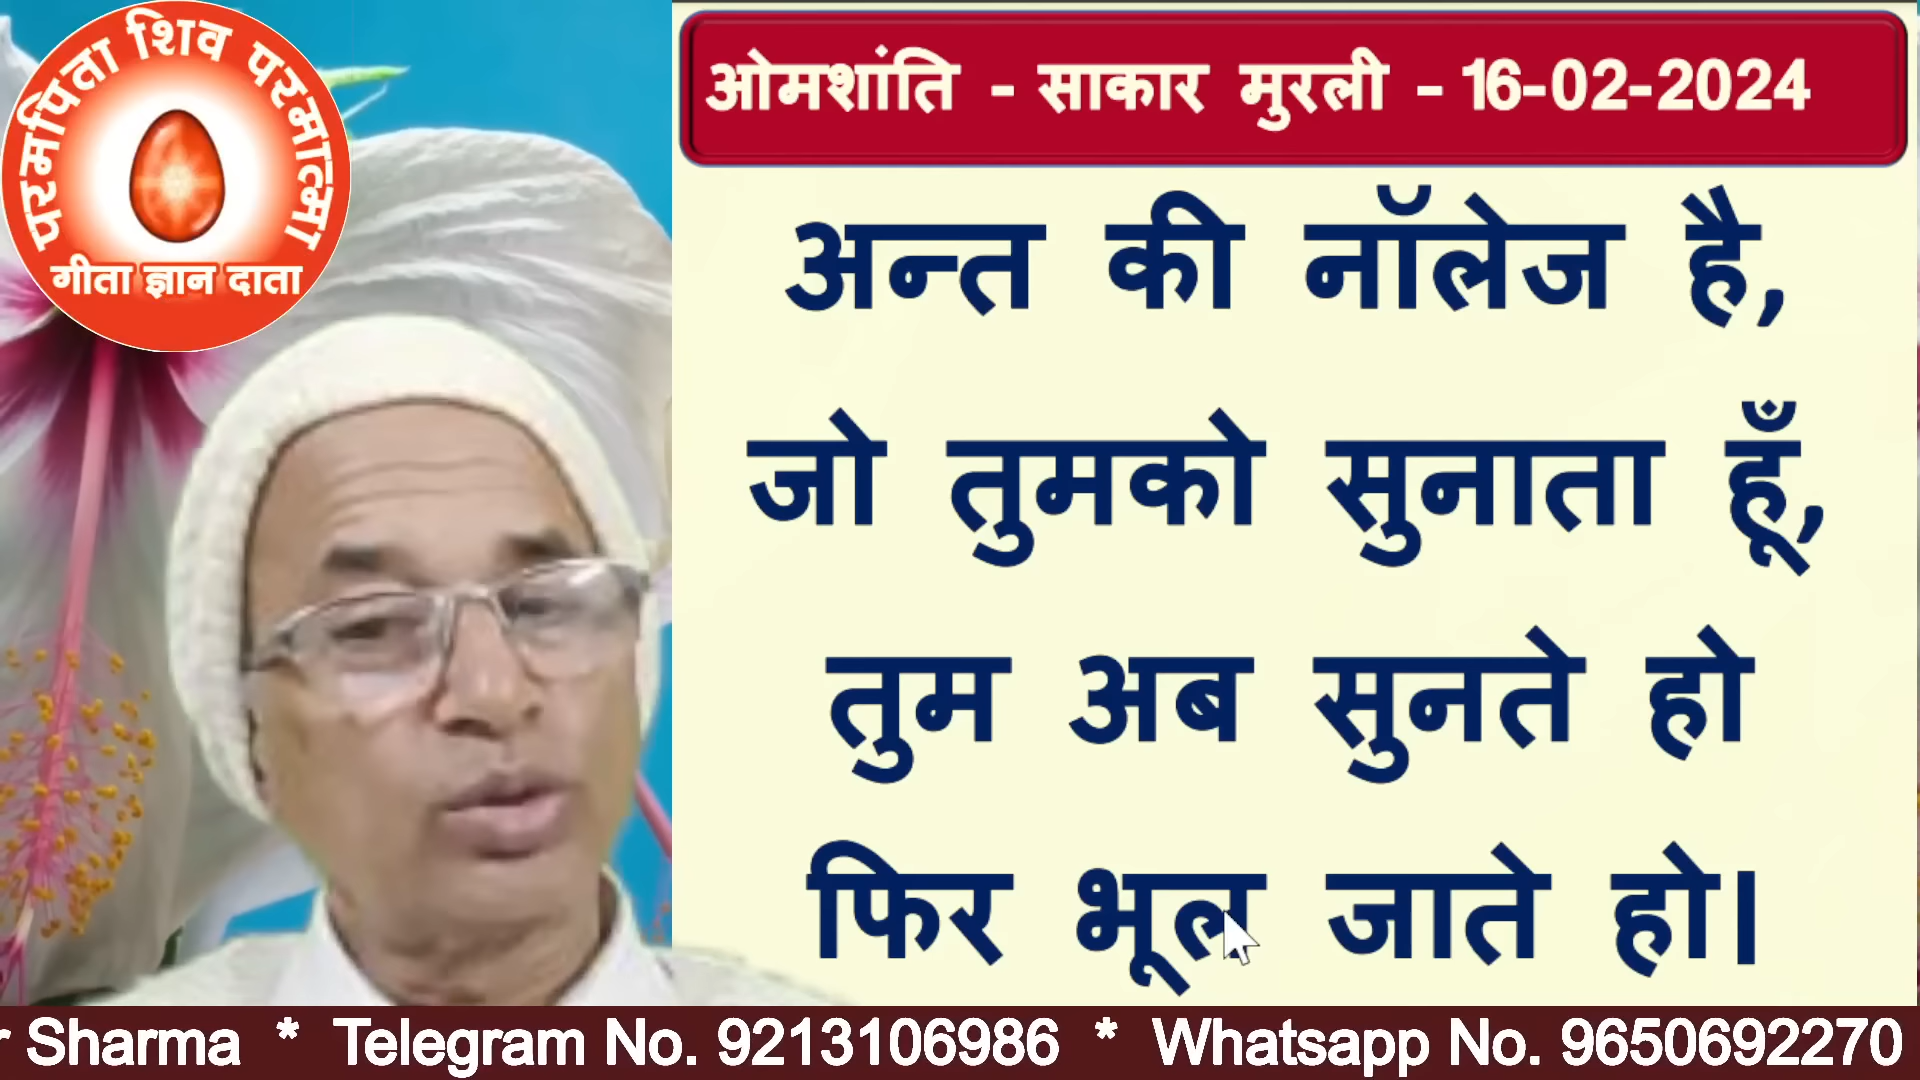 परमपिता शिव परमात्मा
गीता ज्ञान दाता
ओमशांति - साकार मुरली - 16-02-2024
अन्त की नॉलेज है,
जो तुमको सुनाता हूँ,
तुम अब सुनते हो
फिर भूल जाते हो।
r Sharma * Telegram No. 9213106986 * Whatsapp No. 9650692270